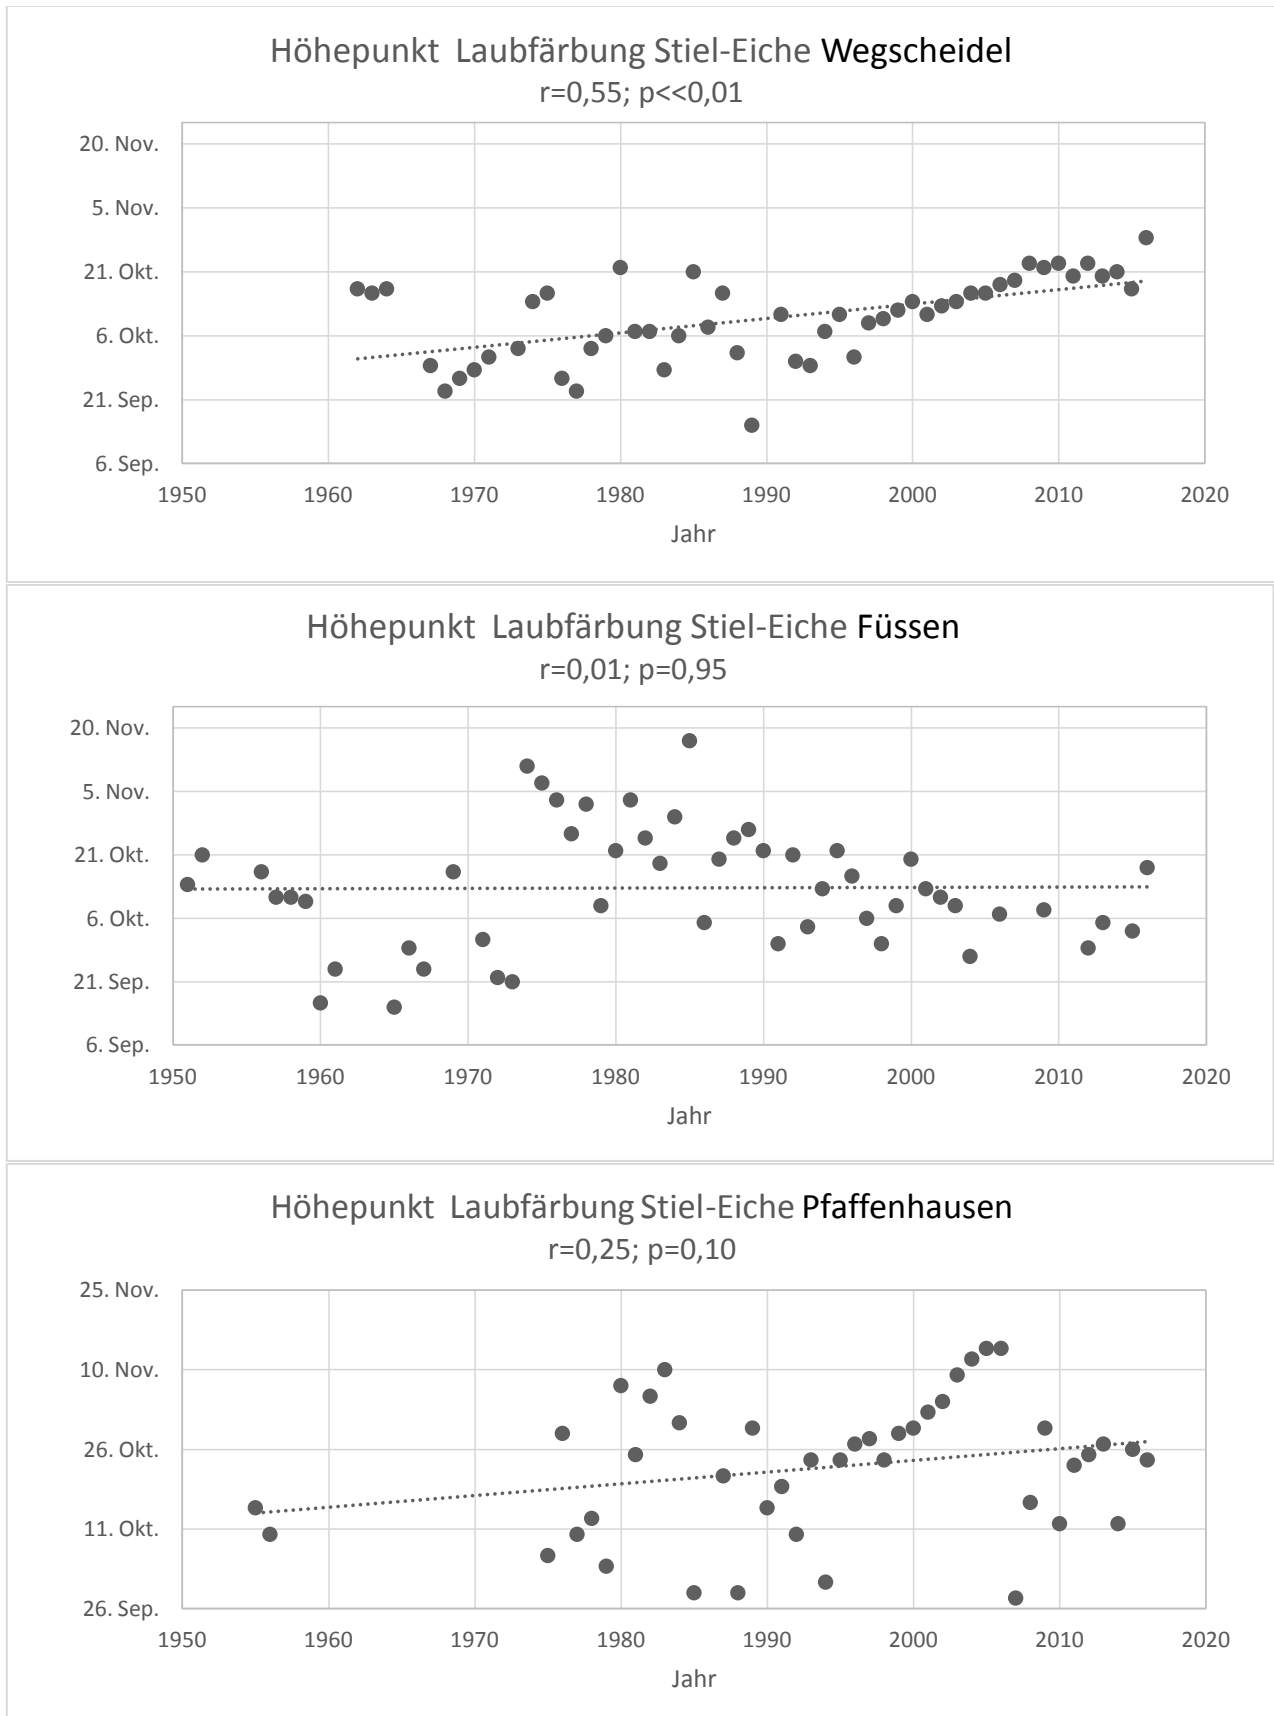 Höhepunkt Laubfärbung Stiel-Eiche Wegscheidel
r=0,55; p<<0,01
20. Nov.
5. Nov.
21. Okt.
6. Okt.
21. Sep.
6. Sep.
1950 1960 1970 1980 1990 2000 2010 2020
Jahr
Höhepunkt Laubfärbung Stiel-Eiche Füssen
r=0,01; p=0,95
20. Nov.
5. Nov.
21. Okt.
6. Okt.
21. Sep.
6. Sep.
1950 1960 1970 1980 1990 2000 2010 2020
Jahr
Höhepunkt Laubfärbung Stiel-Eiche Pfaffenhausen
r=0,25; p=0,10
25. Nov.
10. Nov.
26. Okt.
11. Okt.
26. Sep.
1950 1960 1970 1980 1990 2000 2010 2020
Jahr